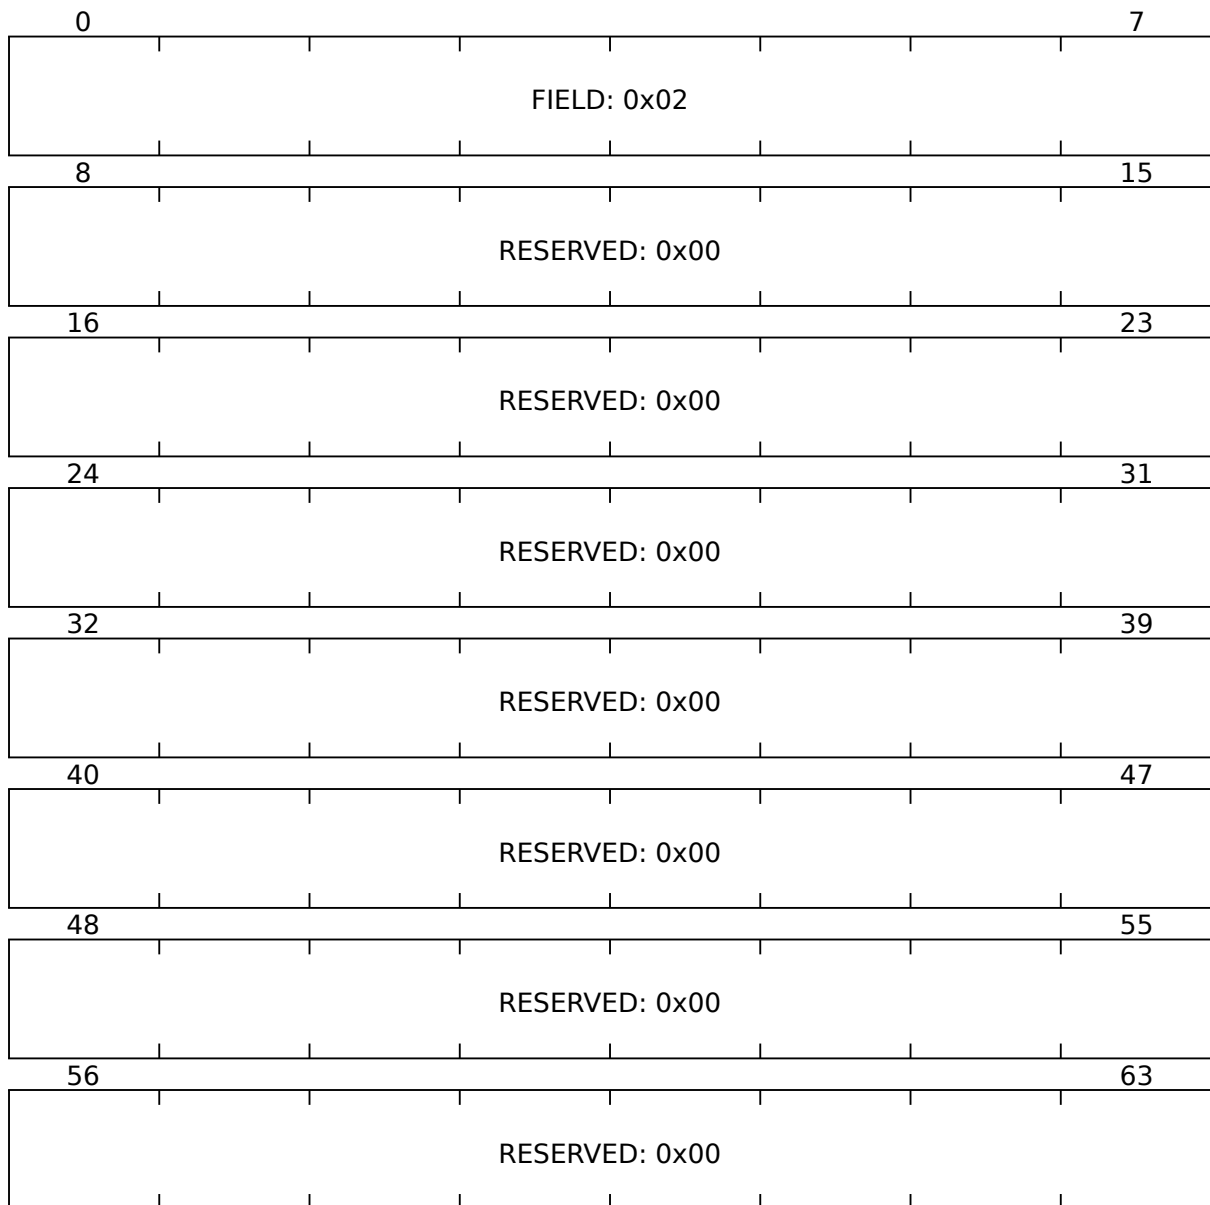 0 7
FIELD: 0x02
8 15
RESERVED: 0x00
16 23
RESERVED: 0x00
24 31
RESERVED: 0x00
32 39
RESERVED: 0x00
40 47
RESERVED: 0x00
48 55
RESERVED: 0x00
56 63
RESERVED: 0x00